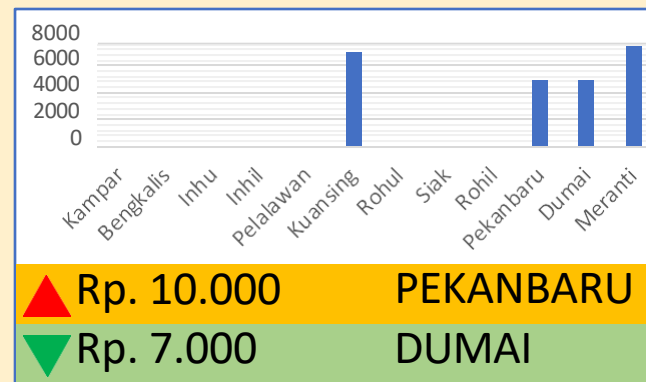 8000
6000
4000
2000
0
Kampar
Bengkalis
Inhu
Inhil
Pelalawan
Kuansing
Rohul
Siak
Rohil
Pekanbaru
Dumai
Meranti
Rp. 10.000 PEKANBARU
Rp. 7.000 DUMAI